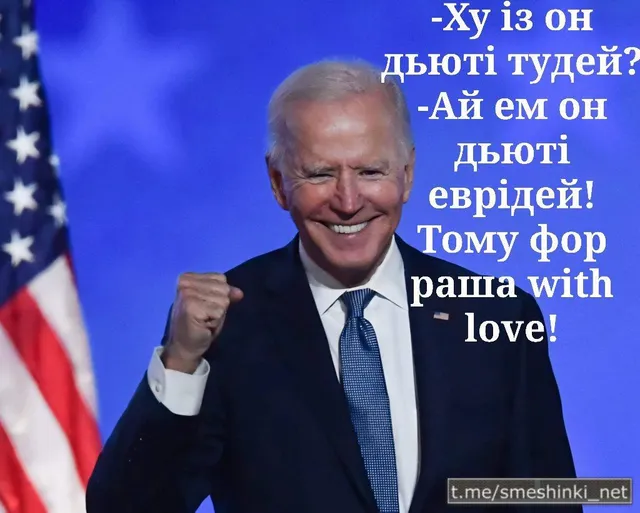 -Ху із он
дьюті тудей?
-Ай ем он
дьюті
еврідей!
Тому фор
раша with
love!
t.me/smeshinki_net